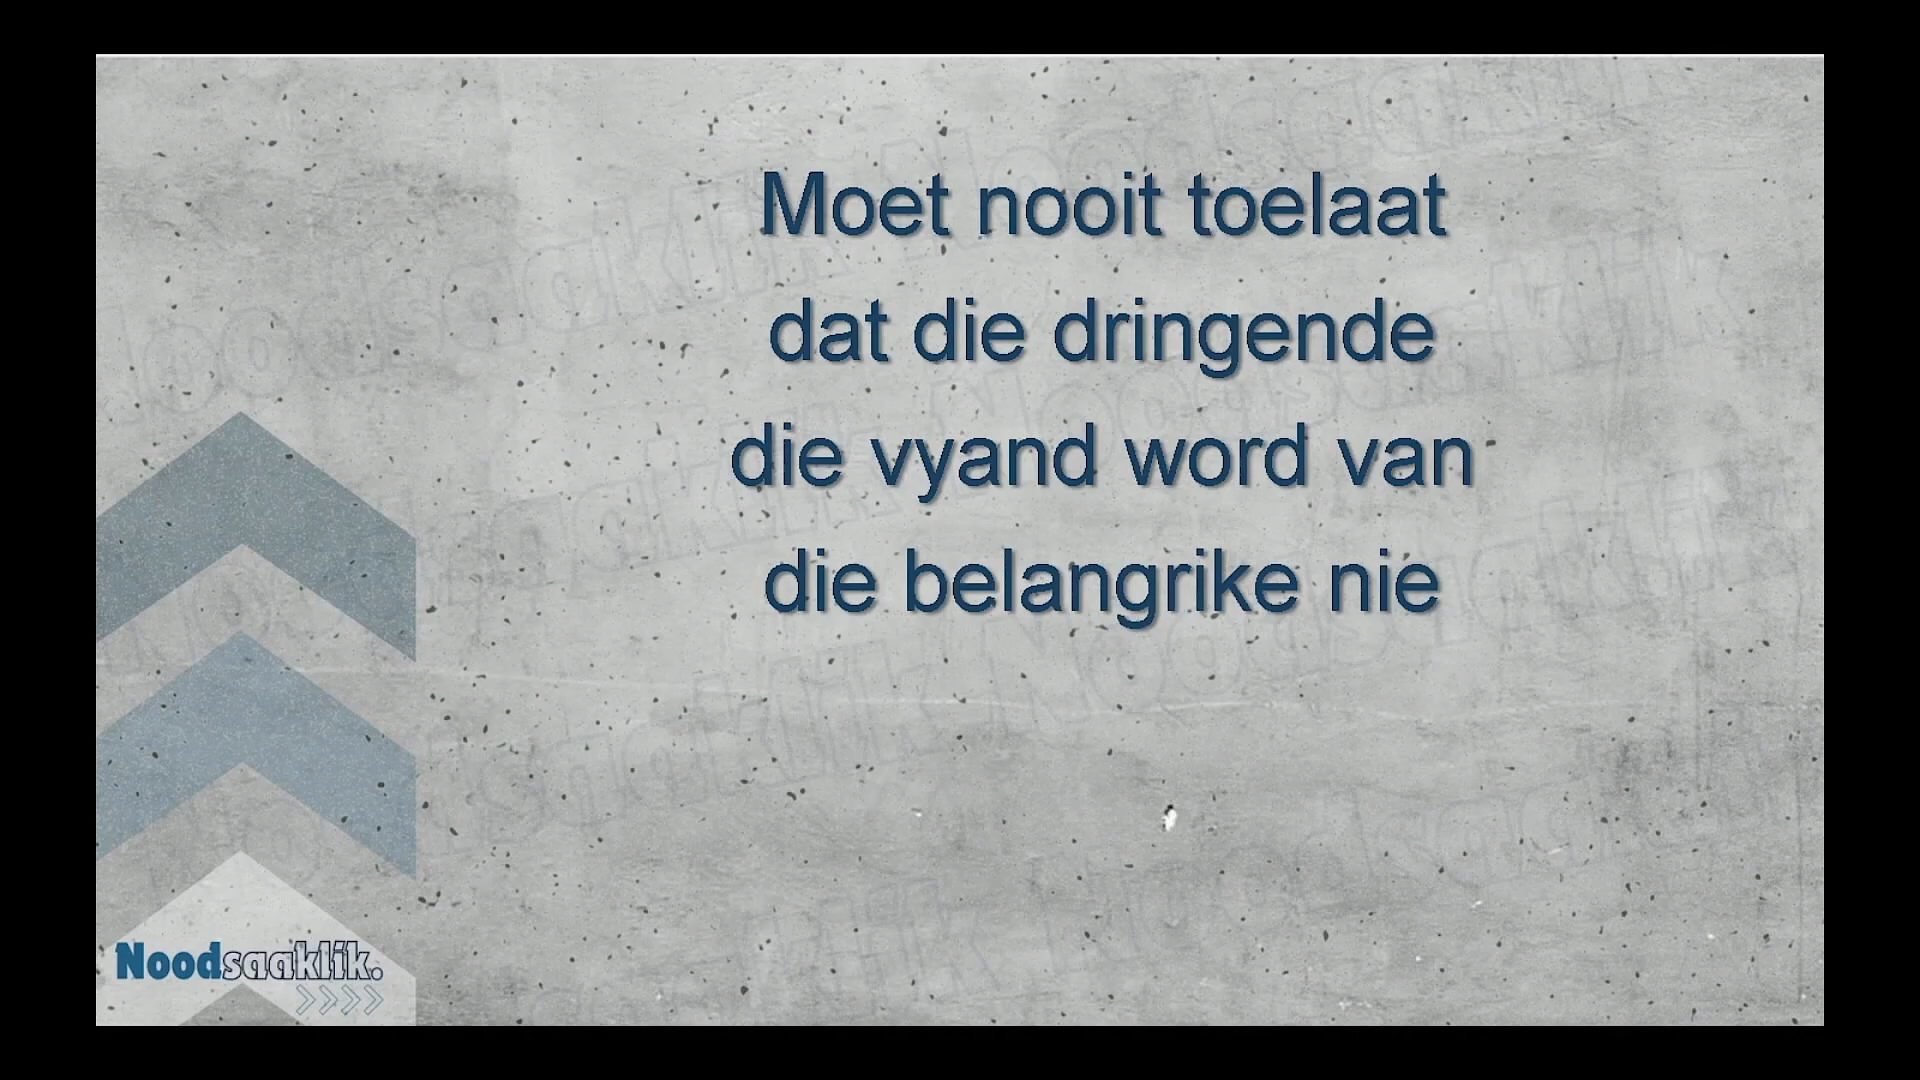 Moet nooit toelaat
dat die dringende
die vyand word van
die belangrike nie
Noodsaaklik.